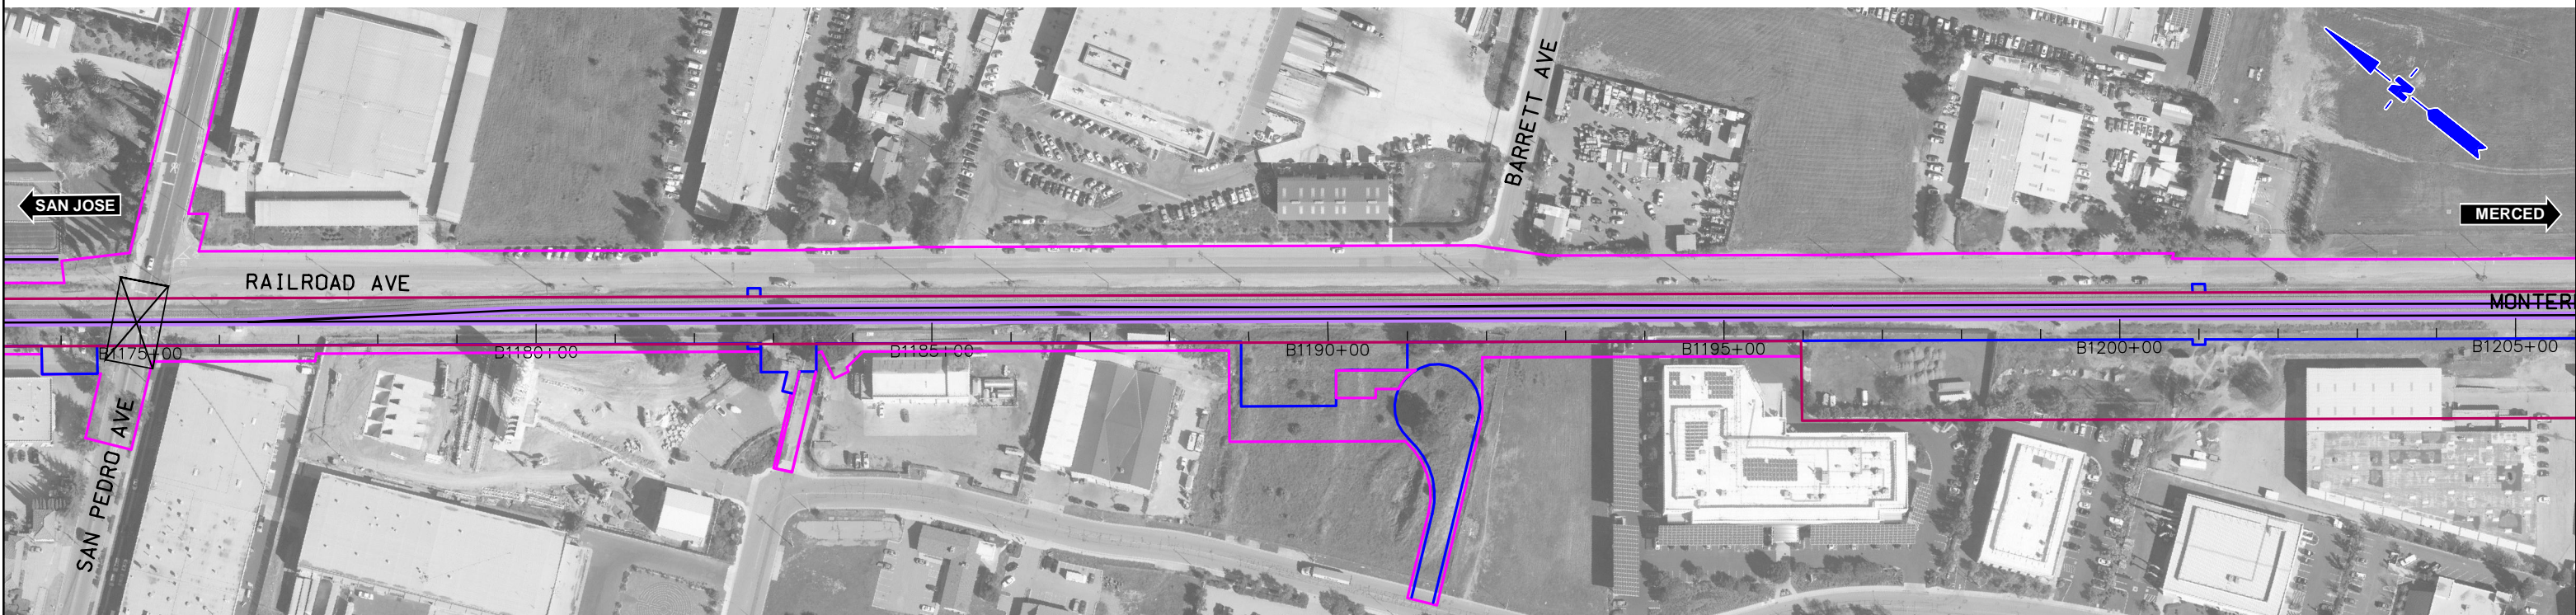 BARRETT AVE
N
SAN JOSE
MERCED
RAILROAD AVE
MONTER
B1175+00
B1180+00
B1185+00
B1190+00
B1195+00
B1200+00
B1205+00
SAN PEDRO AVE